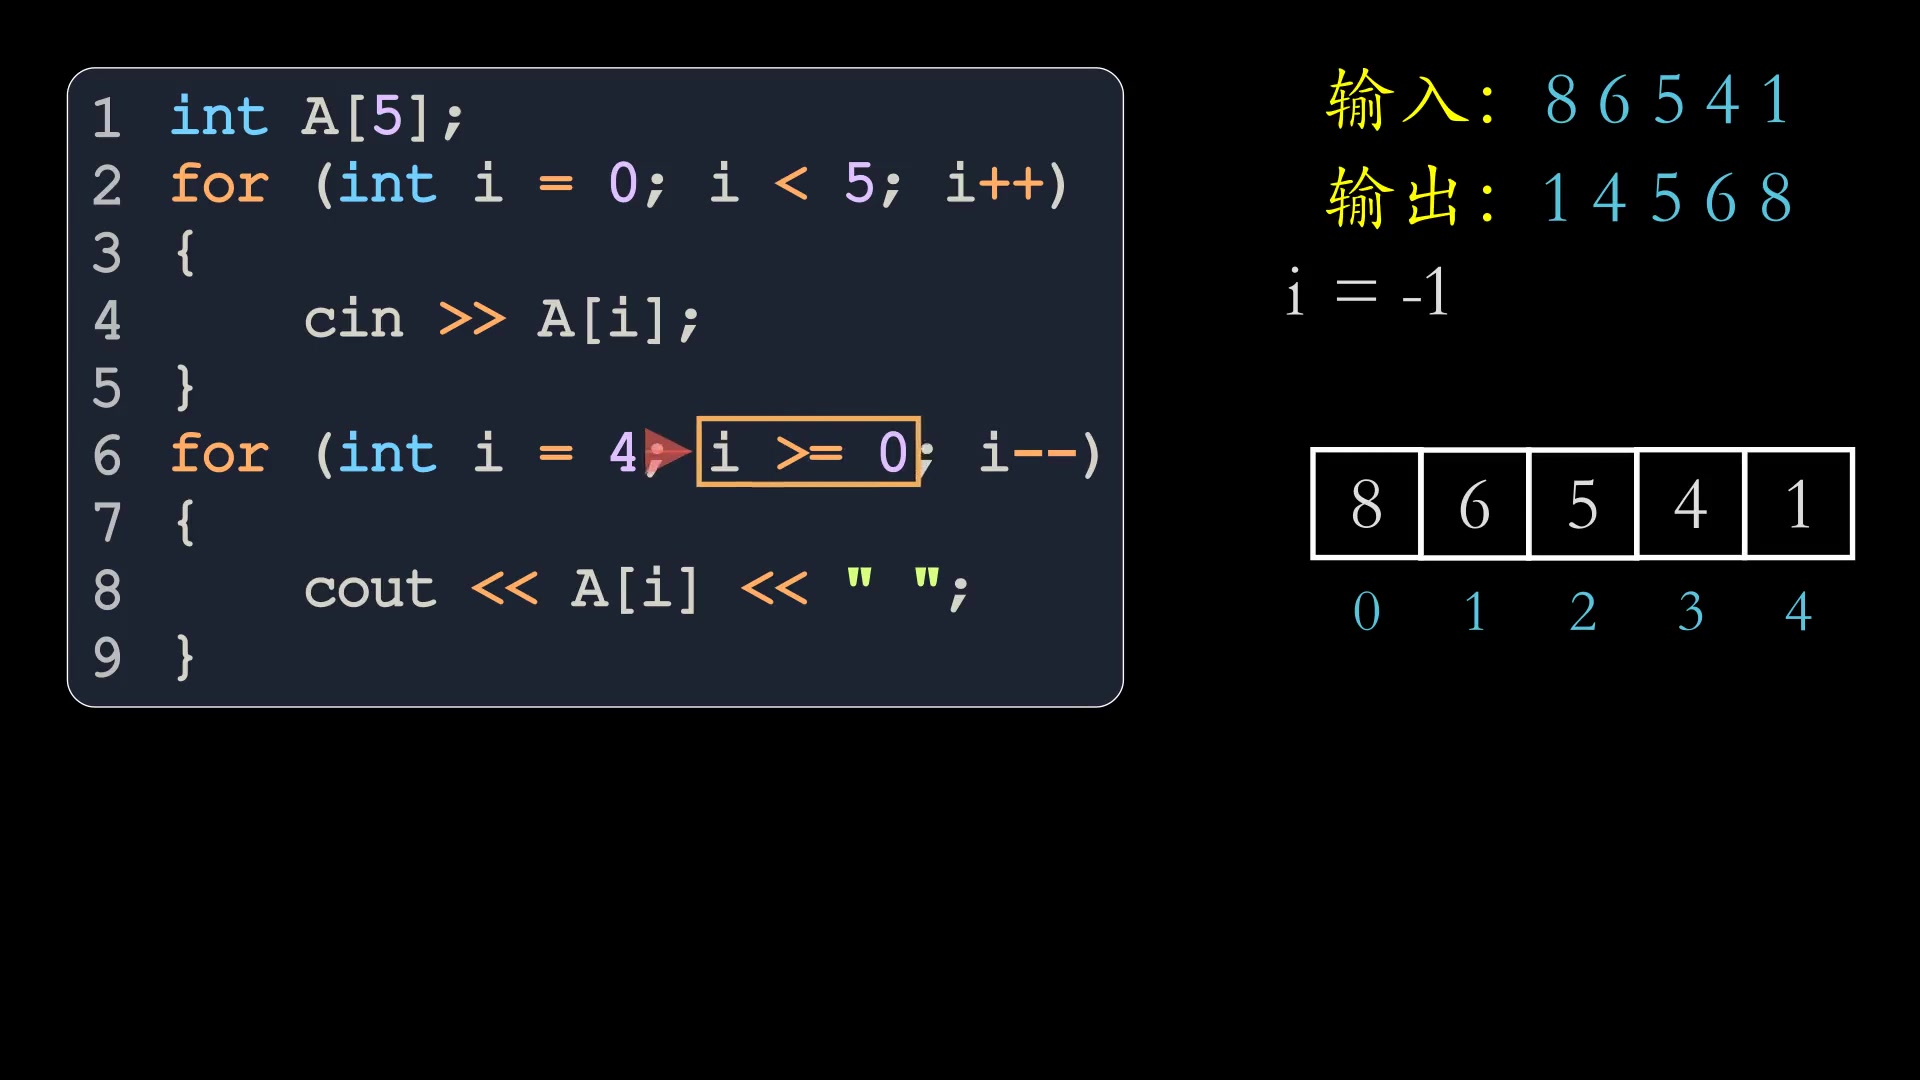 1 int A[5];
2 for (int i = 0; i < 5; i++)
3 {
4     cin >> A[i];
5 }
6 for (int i = 4; i >= 0; i--)
7 {
8     cout << A[i] << " ";
9 }
输入: 8 6 5 4 1
输出: 1 4 5 6 8
i = -1
8 6 5 4 1
0 1 2 3 4